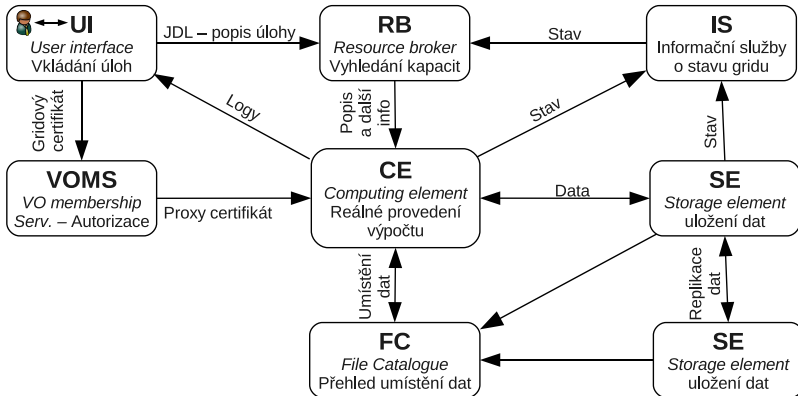 UI
User interface
Vkládání úloh
JDL – popis úlohy
RB
Resource broker
Vyhledání kapacit
Stav
IS
Informační služby
o stavu gridu
Gridový
certifikát
Logy
Popis
a další
info
Stav
Stav
VOMS
VO membership
Serv. – Autorizace
Proxy certifikát
CE
Computing element
Reálné provedení
výpočtu
Data
SE
Storage element
uložení dat
Umístění
dat
Replikace
dat
FC
File Catalogue
Přehled umístění dat
SE
Storage element
uložení dat